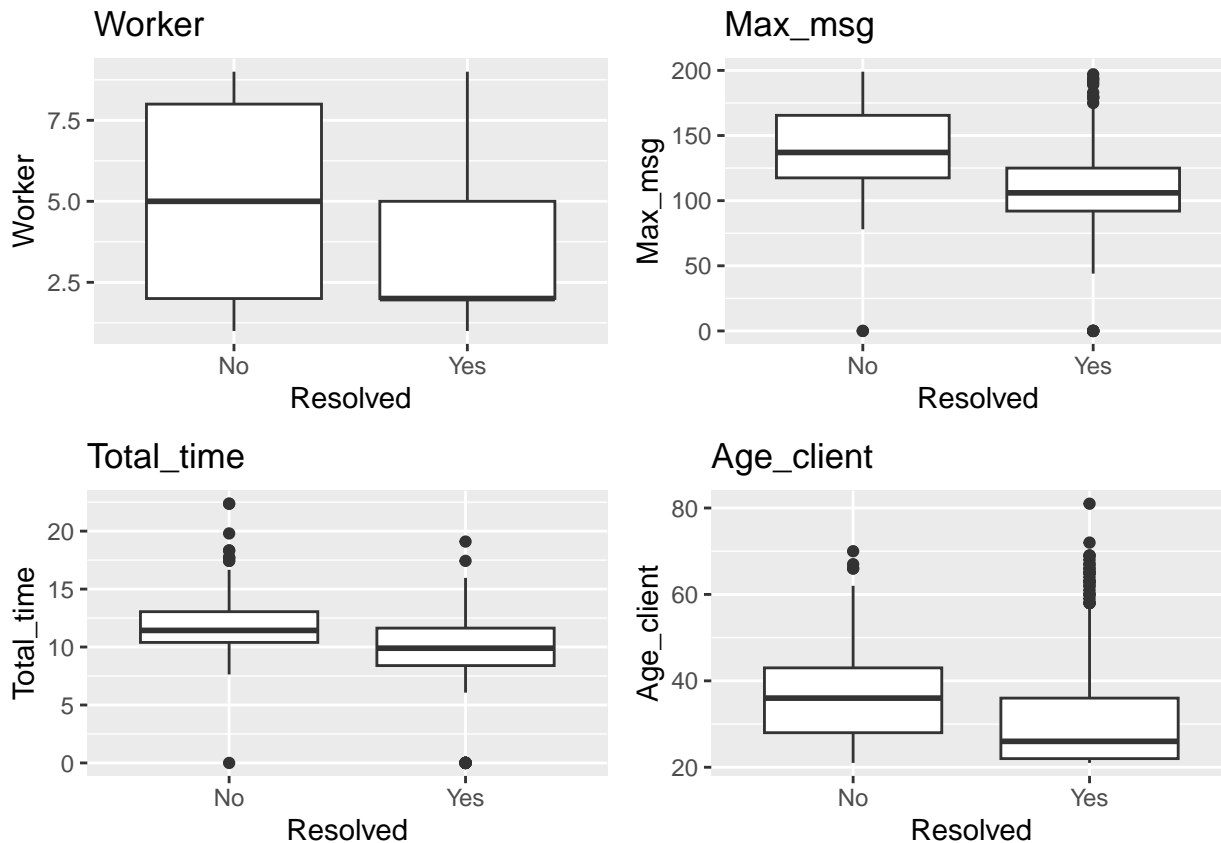 Worker
7.5
5.0
2.5
Worker
No Yes
Resolved
Max_msg
200
150
100
50
0
Max_msg
No Yes
Resolved
Total_time
20
15
10
5
0
Total_time
No Yes
Resolved
Age_client
80
60
40
20
Age_client
No Yes
Resolved